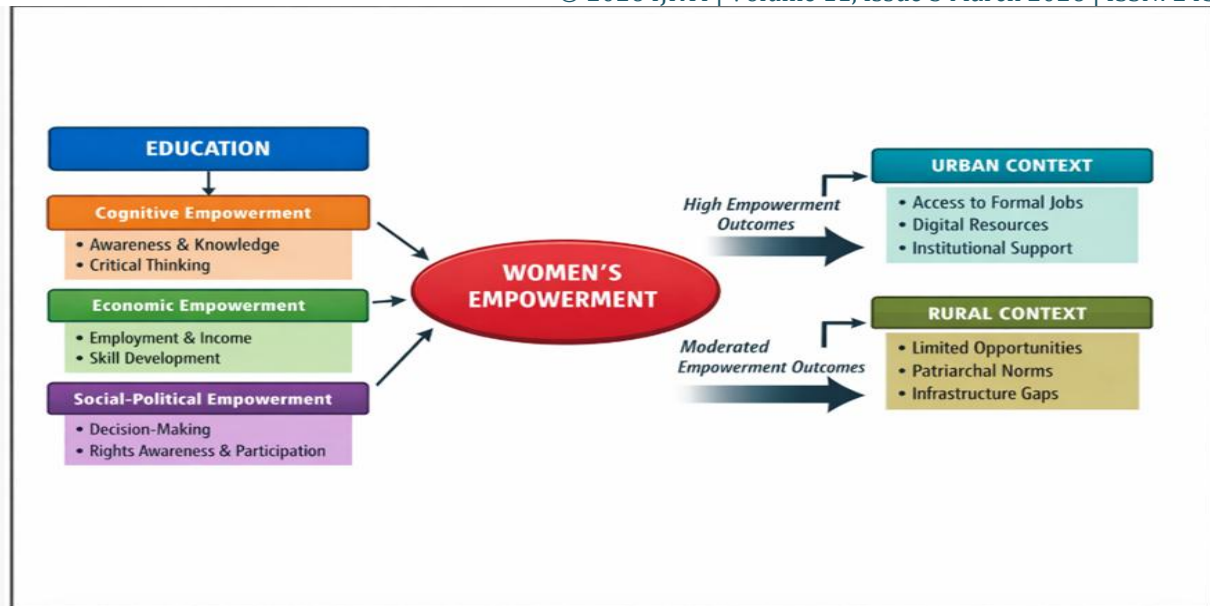 EDUCATION
Cognitive Empowerment
• Awareness & Knowledge
• Critical Thinking
Economic Empowerment
• Employment & Income
• Skill Development
Social-Political Empowerment
• Decision-Making
• Rights Awareness & Participation
WOMEN'S
EMPOWERMENT
High Empowerment
Outcomes
Moderated
Empowerment Outcomes
URBAN CONTEXT
• Access to Formal Jobs
• Digital Resources
• Institutional Support
RURAL CONTEXT
• Limited Opportunities
• Patriarchal Norms
• Infrastructure Gaps